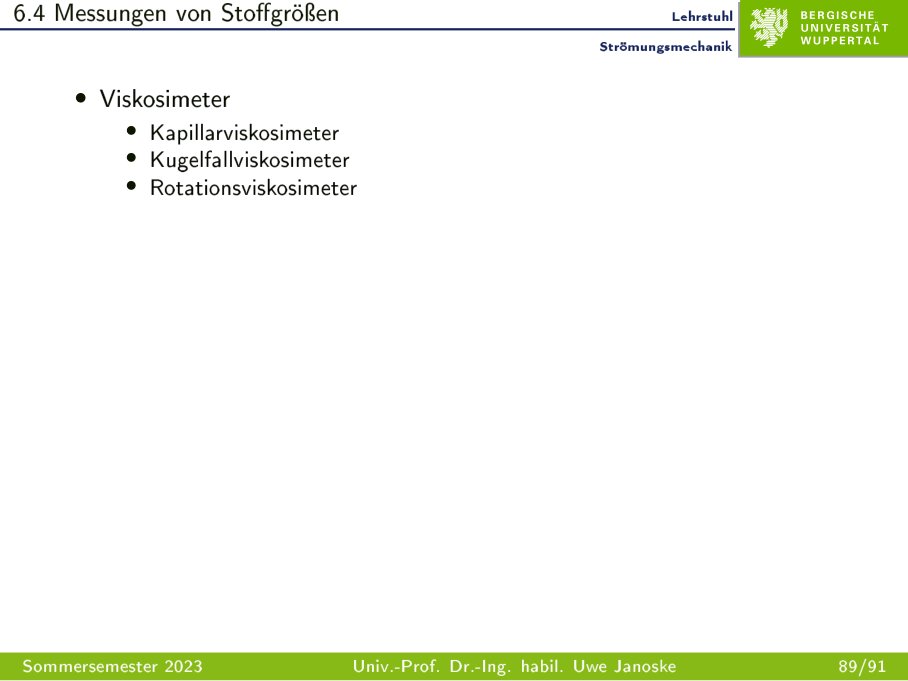 6.4 Messungen von Stoffgrößen
Lehrstuhl
Strömungsmechanik
BERGISCHE
UNIVERSITÄT
WUPPERTAL
• Viskosimeter
• Kapillarviskosimeter
• Kugelfallviskosimeter
• Rotationsviskosimeter
Sommersemester 2023
Univ.-Prof. Dr.-Ing. habil. Uwe Janoske
89/91